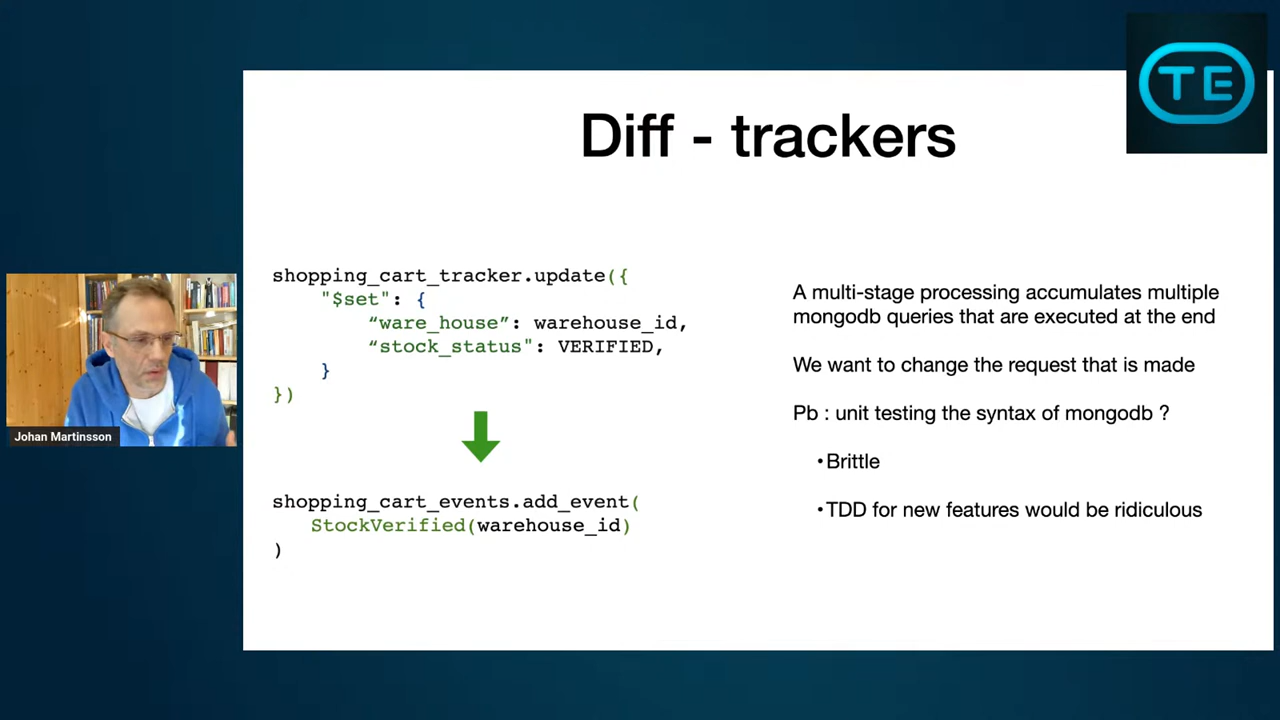 TE
Diff - trackers
shopping_cart_tracker.update({
"$set": {
“ware_house”: warehouse_id,
“stock_status": VERIFIED,
}
})
shopping_cart_events.add_event(
StockVerified(warehouse_id)
)
A multi-stage processing accumulates multiple
mongodb queries that are executed at the end
We want to change the request that is made
Pb : unit testing the syntax of mongodb ?
•Brittle
•TDD for new features would be ridiculous
Johan Martinsson